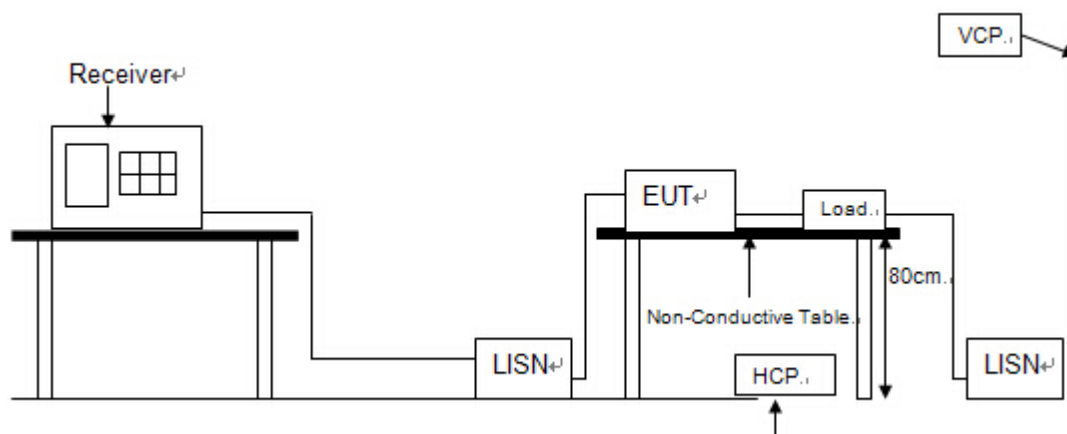 VCP.
Receiver↵
EUT↵
Load.
80cm.
Non-Conductive Table.
LISN↵
HCP.
LISN↵